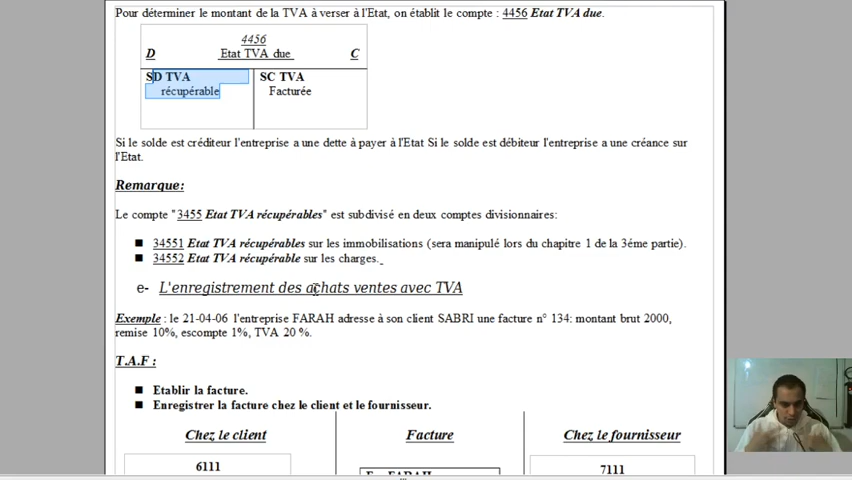 Pour déterminer le montant de la TVA à verser à l'Etat, on établit le compte : 4456 Etat TVA due.
4456
D Etat TVA due C
SD TVA SC TVA
récupérable Facturée
Si le solde est créditeur l'entreprise a une dette à payer à l'Etat Si le solde est débiteur l'entreprise a une créance sur
l'Etat.
Remarque:
Le compte "3455 Etat TVA récupérables" est subdivisé en deux comptes divisionnaires:
■ 34551 Etat TVA récupérables sur les immobilisations (sera manipulé lors du chapitre 1 de la 3éme partie).
■ 34552 Etat TVA récupérable sur les charges.
e- L'enregistrement des achats ventes avec TVA
Exemple : le 21-04-06 l'entreprise FARAH adresse à son client SABRI une facture n° 134: montant brut 2000,
remise 10%, escompte 1%, TVA 20 %.
T.A.F :
■ Etablir la facture.
■ Enregistrer la facture chez le client et le fournisseur.
Chez le client Facture Chez le fournisseur
6111 7111
FARAH